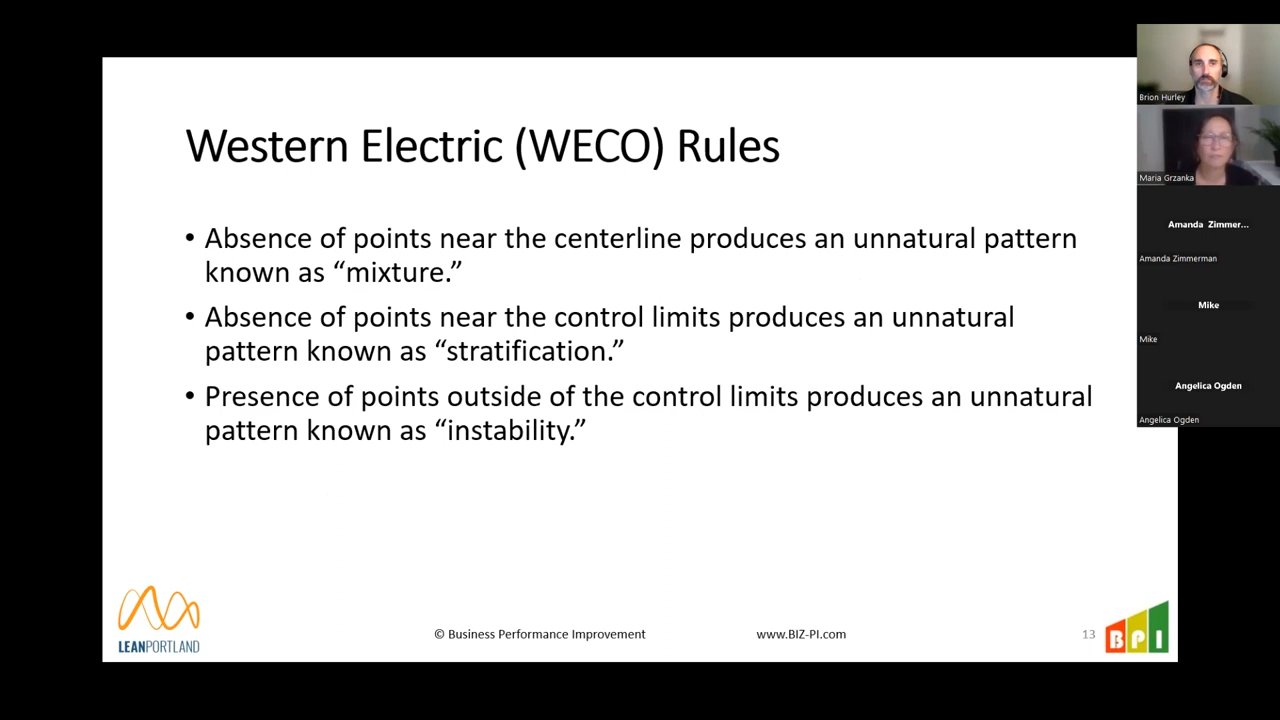 Western Electric (WECO) Rules
• Absence of points near the centerline produces an unnatural pattern
known as “mixture.”
• Absence of points near the control limits produces an unnatural
pattern known as “stratification.”
• Presence of points outside of the control limits produces an unnatural
pattern known as “instability.”
LEANPORTLAND
© Business Performance Improvement
www.BIZ-PI.com
13
BPI
Brion Hurley
Maria Grzanka
Amanda Zimmer...
Amanda Zimmerman
Mike
Mike
Angelica Ogden
Angelica Ogden